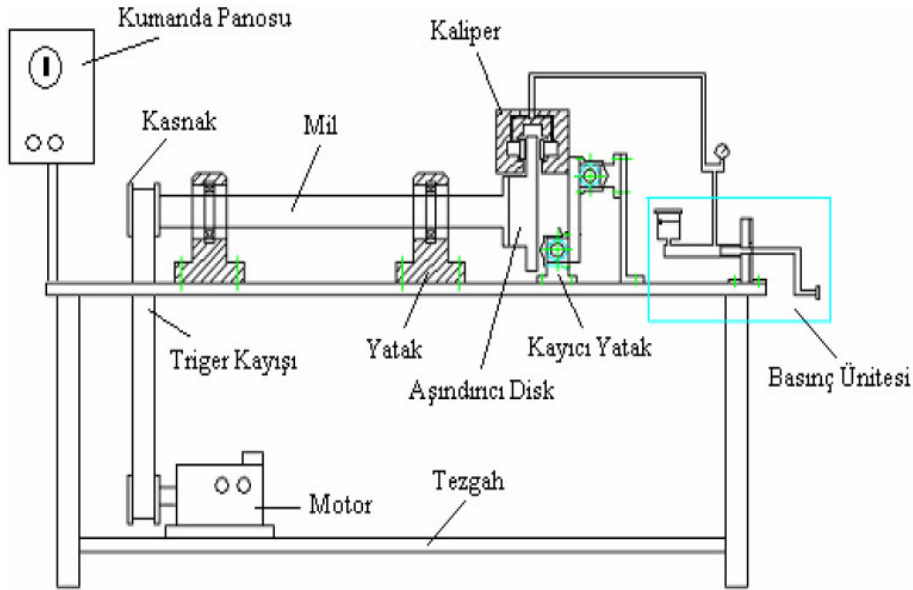 Kumanda Panosu
Kaliper
Kasnak
Mil
Triger Kayışı
Yatak
Kayıcı Yatak
Aşındırıcı Disk
Basınç Ünitesi
Motor
Tezgah